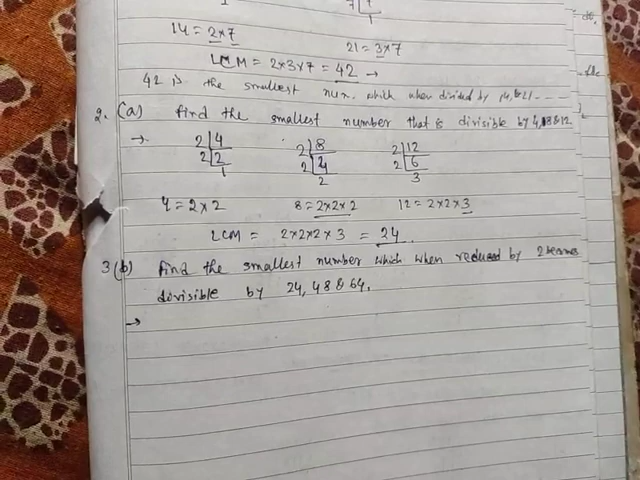 7 7
1
14 = 2×7
21 = 3×7
LCM = 2×3×7 = 42 →
42 is the smallest num. which when divided by 14, & 21 - -
2. (a) find the smallest number that is divisible by 4, 8 & 12
→ 2 4 2 8 2 12
2 2 2 4 2 6
1 2 3
4 = 2×2 8 = 2×2×2 12 = 2×2×3
LCM = 2×2×2×3 = 24
3 (b) Find the smallest number which when reduced by 2
divisible by 24, 48 & 64.
→